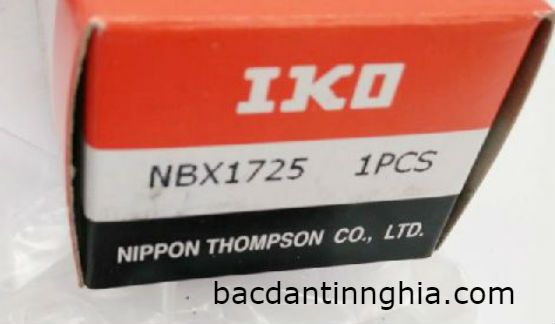 IKO
NBX1725 1PCS
NIPPON THOMPSON CO., LTD.
bacdantinnghia.com